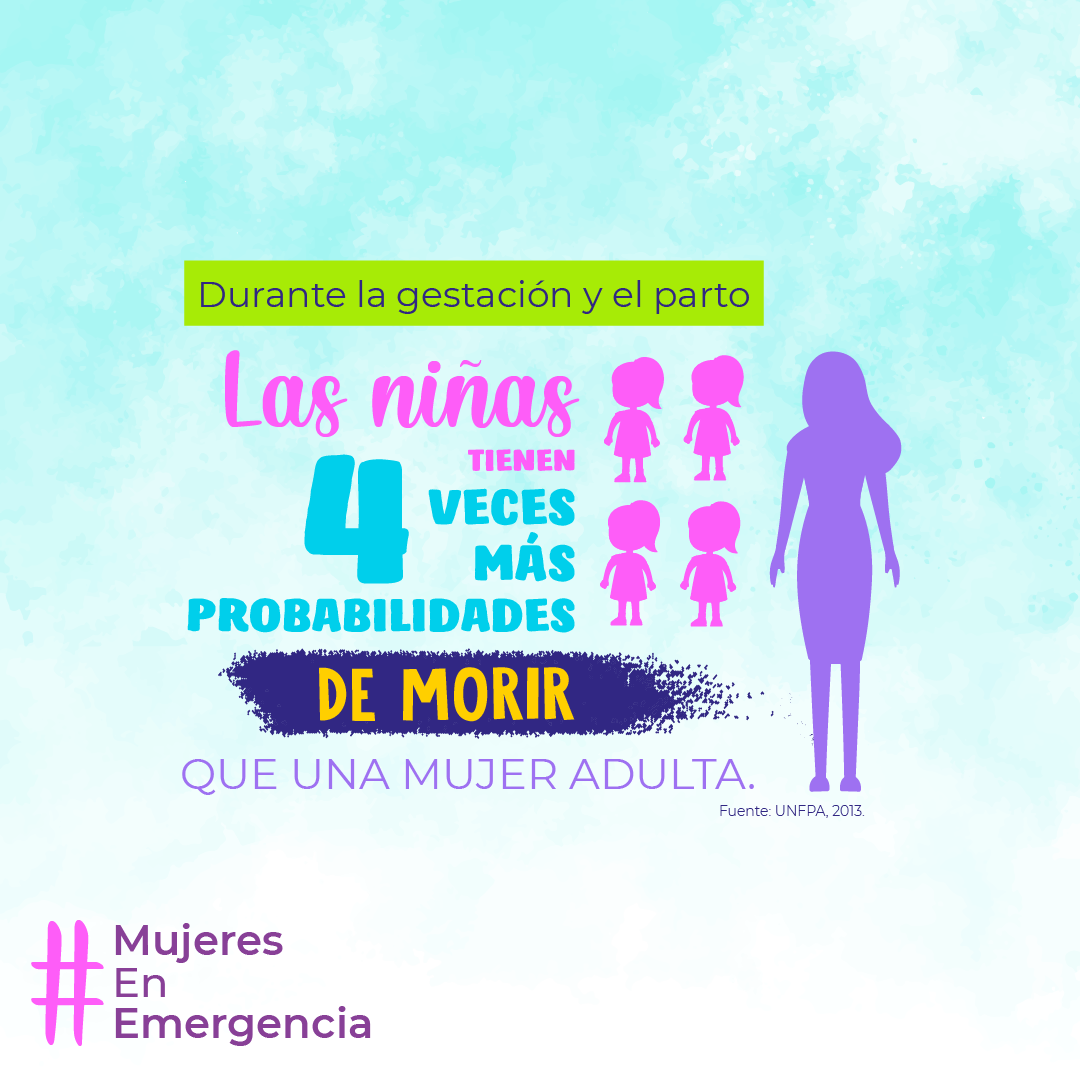 Durante la gestación y el parto
Las niñas
TIENEN
4 VECES
MÁS
PROBABILIDADES
DE MORIR
QUE UNA MUJER ADULTA.
Fuente: UNFPA, 2013.
#Mujeres
En
Emergencia